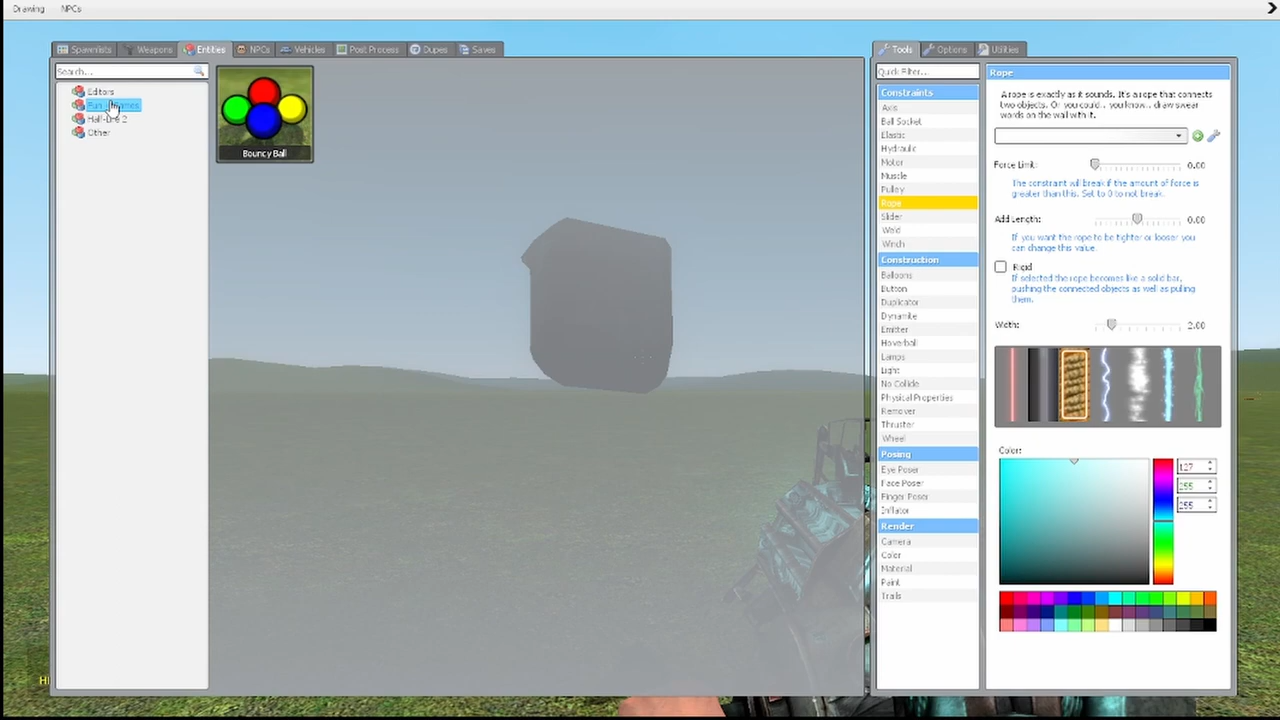 Drawing NPCs
Spawnlists Weapons Entities NPCs Vehicles Post Process Dupes Saves
Search...
Editors
Half-Life 2
Other
Bouncy Ball
Tools Options Utilities
Quick Filter...
Constraints
Axis
Ball Socket
Elastic
Hydraulic
Motor
Muscle
Pulley
Rope
Slider
Weld
Winch
Construction
Balloons
Button
Duplicator
Dynamite
Emitter
Hoverball
Lamps
Light
No Collide
Physical Properties
Remover
Thruster
Wheel
Posing
Eye Poser
Face Poser
Finger Poser
Inflator
Render
Camera
Color
Material
Paint
Trails
Rope
A rope is exactly as it sounds. It's a rope that connects
two objects. Or you could.. you know.. draw swear
words on the wall with it.
Force Limit: 0.00
The constraint will break if the amount of force is
greater than this. Set to 0 to not break.
Add Length: 0.00
If you want the rope to be tighter or looser you
can change this value.
Rigid
If selected the rope becomes like a solid bar,
pushing the connected objects as well as pulling
them.
Width: 2.00
Color:
127
255
255